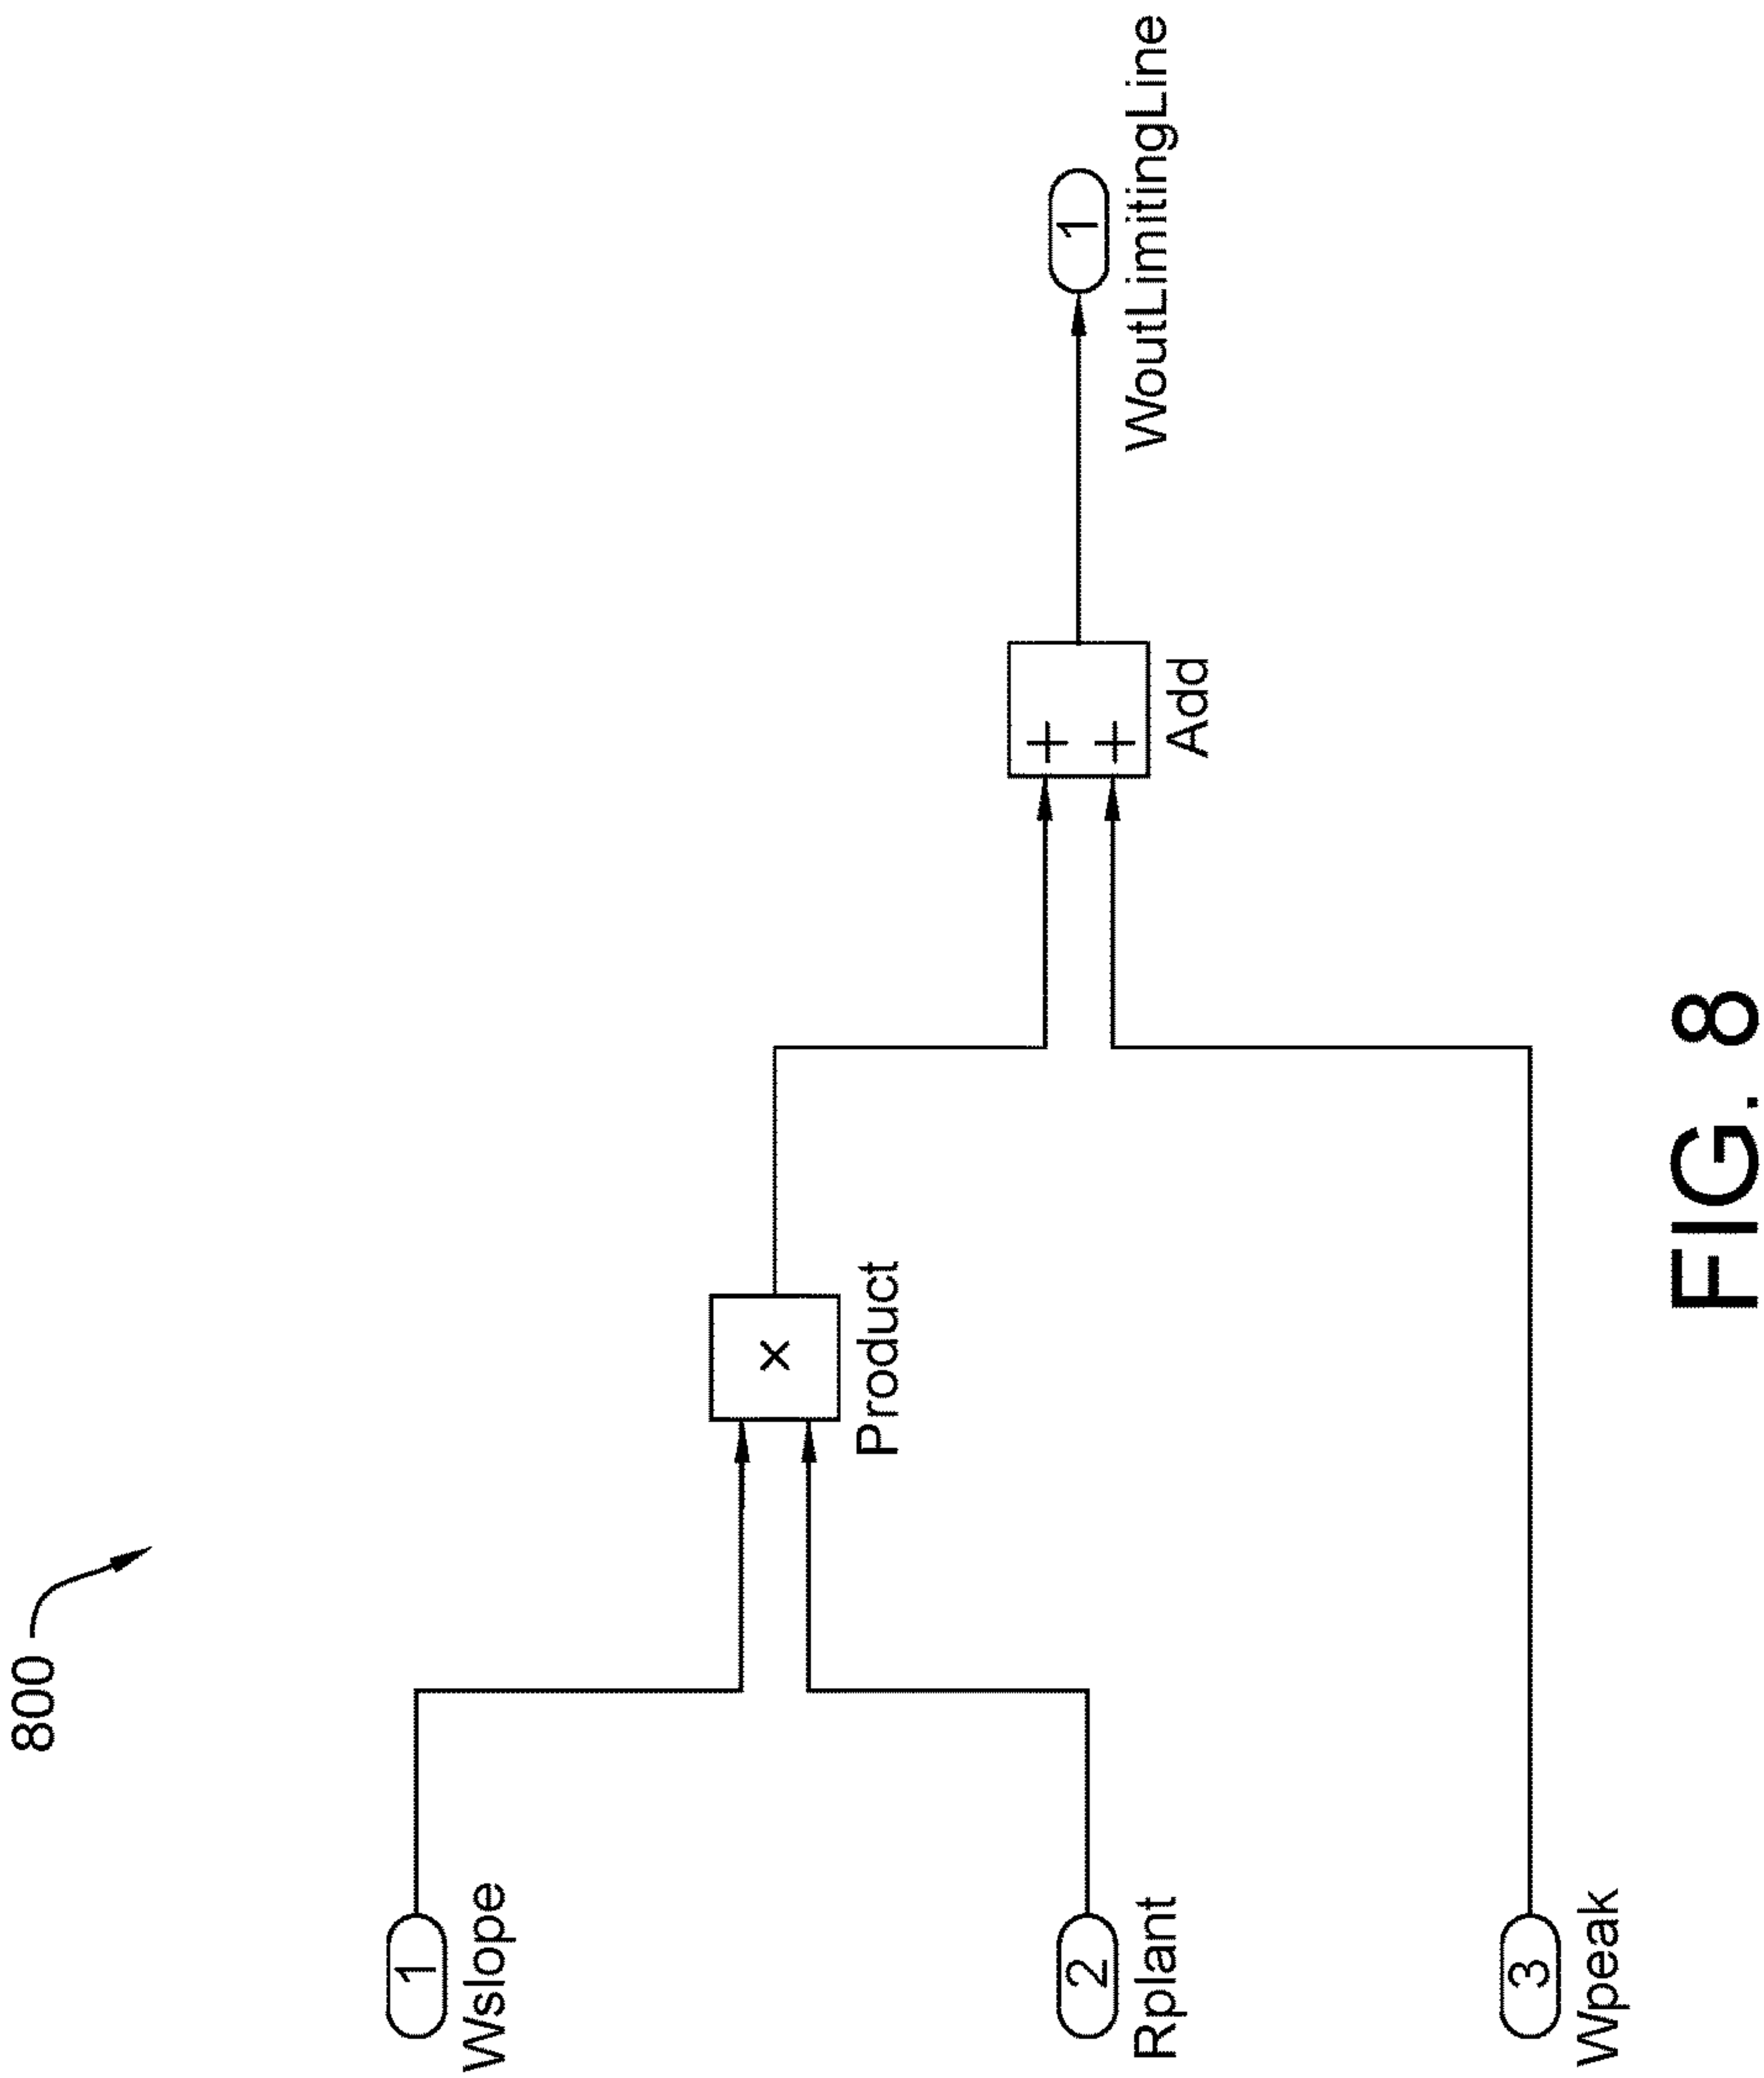 800
1
Wslope
2
Rplant
3
Wpeak
×
Product
+
+
Add
1
WoutLimitingLine
FIG. 8